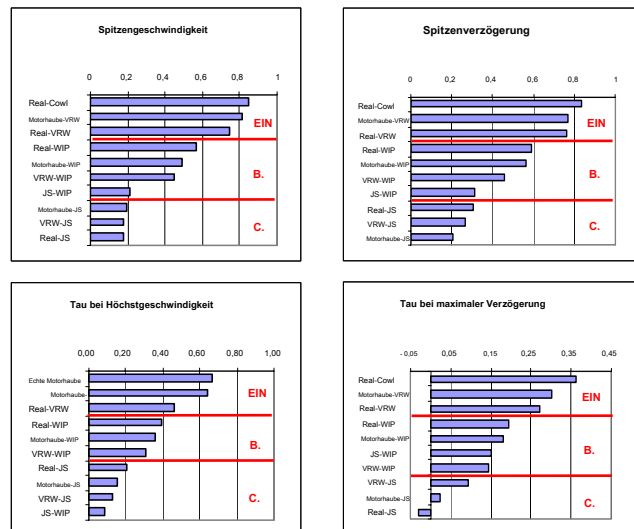 Spitzengeschwindigkeit
0 0,2 0,4 0,6 0,8 1
Real-Cowl
Motorhaube-VRW
Real-VRW
Real-WIP
Motorhaube-WIP
VRW-WIP
JS-WIP
Motorhaube-JS
VRW-JS
Real-JS
EIN
B.
C.
Spitzenverzögerung
0 0,2 0,4 0,6 0,8 1
Real-Cowl
Motorhaube-VRW
Real-VRW
Real-WIP
Motorhaube-WIP
VRW-WIP
JS-WIP
Real-JS
VRW-JS
Motorhaube-JS
EIN
B.
C.
Tau bei Höchstgeschwindigkeit
0,00 0,20 0,40 0,60 0,80 1,00
Echte Motorhaube
Motorhaube-
Real-VRW
Real-WIP
Motorhaube-WIP
VRW-WIP
Real-JS
Motorhaube-JS
VRW-JS
JS-WIP
EIN
B.
C.
Tau bei maximaler Verzögerung
-0,05 0,05 0,15 0,25 0,35 0,45
Real-Cowl
Motorhaube-VRW
Real-VRW
Real-WIP
Motorhaube-WIP
JS-WIP
VRW-WIP
VRW-JS
Motorhaube-JS
Real-JS
EIN
B.
C.